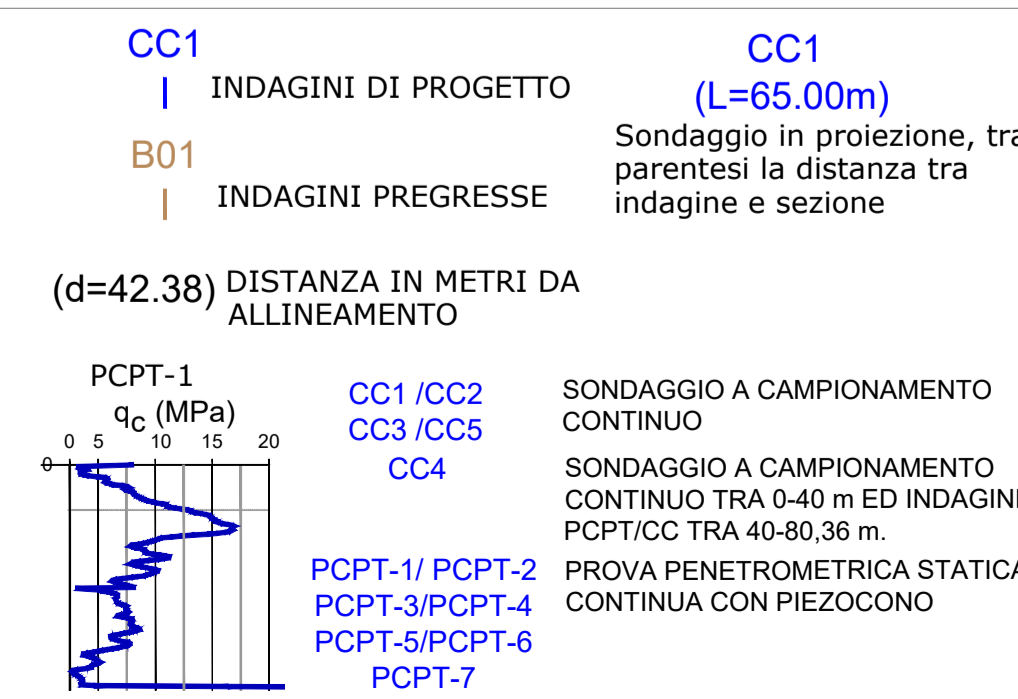 CC1
INDAGINI DI PROGETTO
B01
INDAGINI PREGRESSE
(d=42.38) DISTANZA IN METRI DA
ALLINEAMENTO
CC1
(L=65.00m)
Sondaggio in proiezione, tra
parentesi la distanza tra
indagine e sezione
PCPT-1
qc (MPa)
0 5 10 15 20
0
CC1 /CC2
CC3 /CC5
SONDAGGIO A CAMPIONAMENTO
CONTINUO
CC4
SONDAGGIO A CAMPIONAMENTO
CONTINUO TRA 0-40 m ED INDAGINI
PCPT/CC TRA 40-80,36 m.
PCPT-1/ PCPT-2
PCPT-3/PCPT-4
PCPT-5/PCPT-6
PCPT-7
PROVA PENETROMETRICA STATICA
CONTINUA CON PIEZOCONO